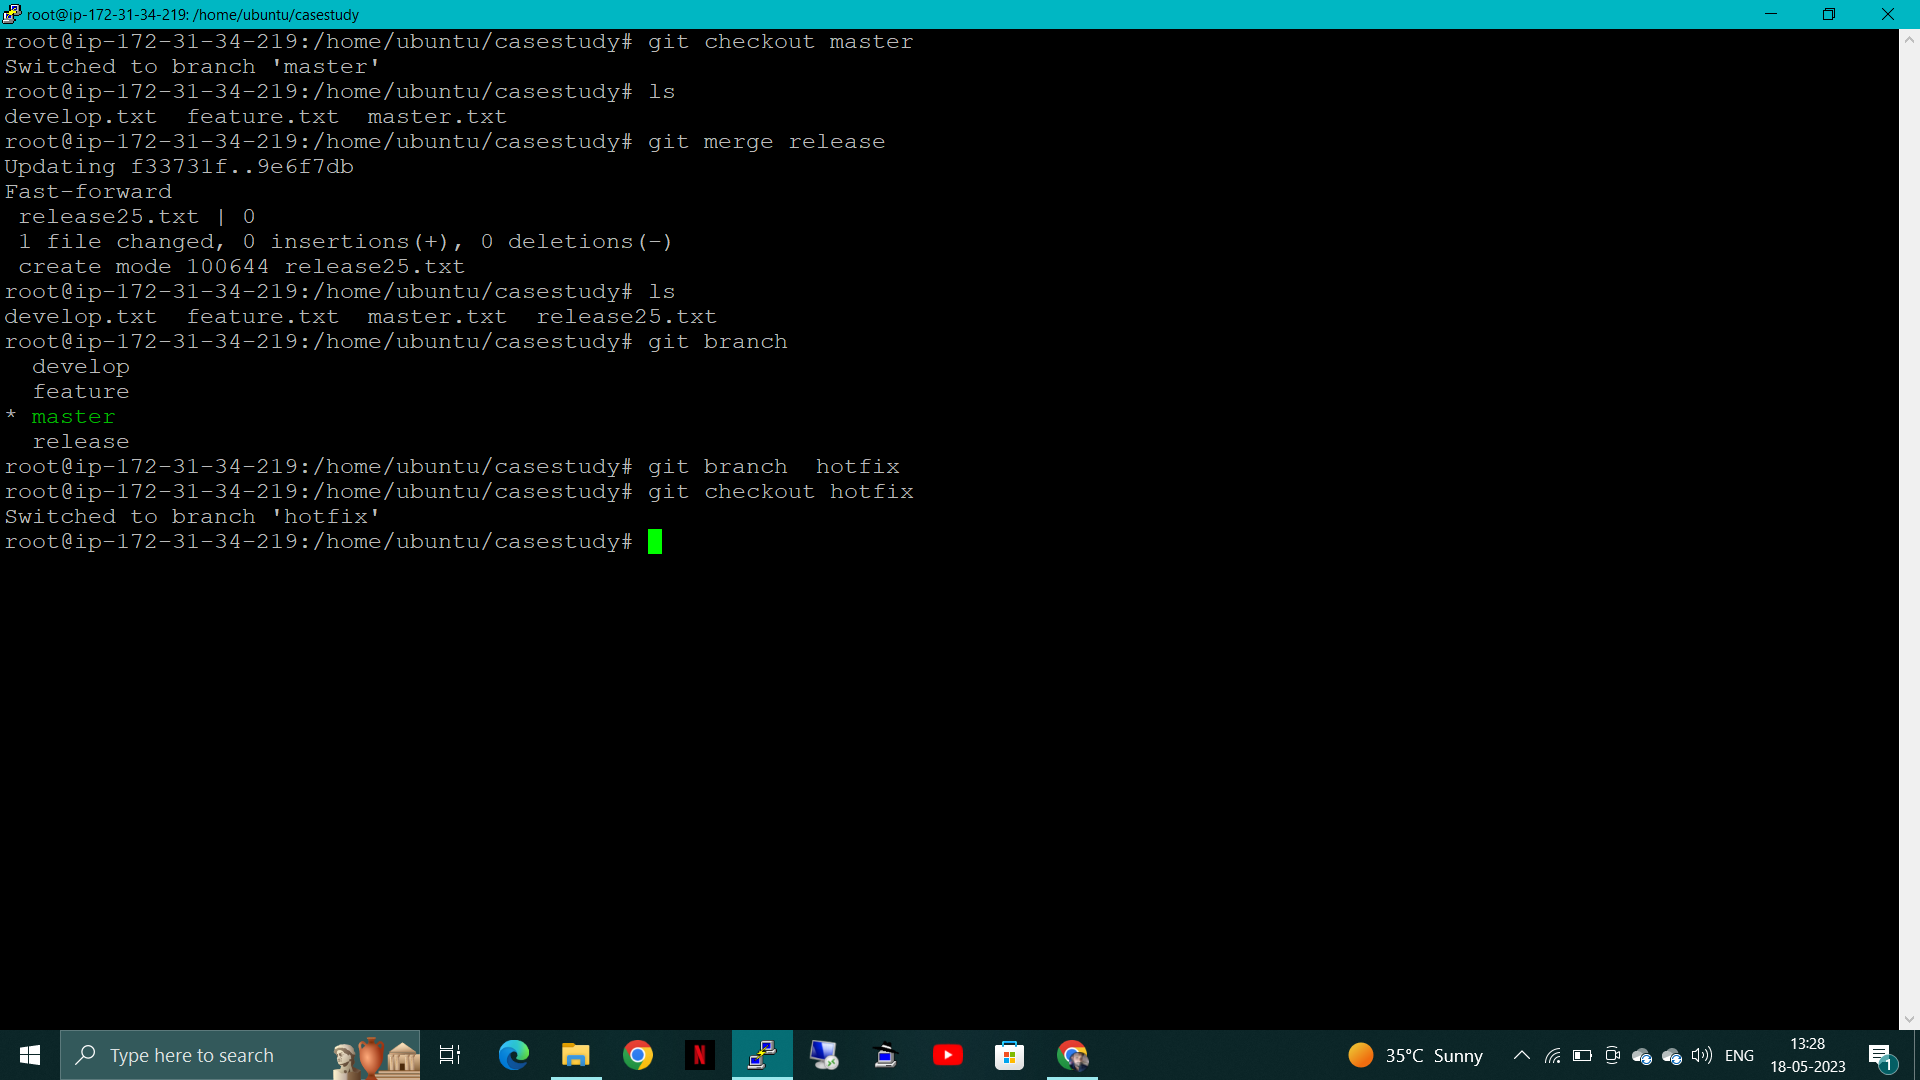 root@ip-172-31-34-219: /home/ubuntu/casestudy
root@ip-172-31-34-219:/home/ubuntu/casestudy# git checkout master
Switched to branch 'master'
root@ip-172-31-34-219:/home/ubuntu/casestudy# ls
develop.txt  feature.txt  master.txt
root@ip-172-31-34-219:/home/ubuntu/casestudy# git merge release
Updating f33731f..9e6f7db
Fast-forward
 release25.txt | 0
 1 file changed, 0 insertions(+), 0 deletions(-)
 create mode 100644 release25.txt
root@ip-172-31-34-219:/home/ubuntu/casestudy# ls
develop.txt  feature.txt  master.txt  release25.txt
root@ip-172-31-34-219:/home/ubuntu/casestudy# git branch
  develop
  feature
* master
  release
root@ip-172-31-34-219:/home/ubuntu/casestudy# git branch  hotfix
root@ip-172-31-34-219:/home/ubuntu/casestudy# git checkout hotfix
Switched to branch 'hotfix'
root@ip-172-31-34-219:/home/ubuntu/casestudy#
Type here to search
N
35°C Sunny
ENG
13:28
18-05-2023
1